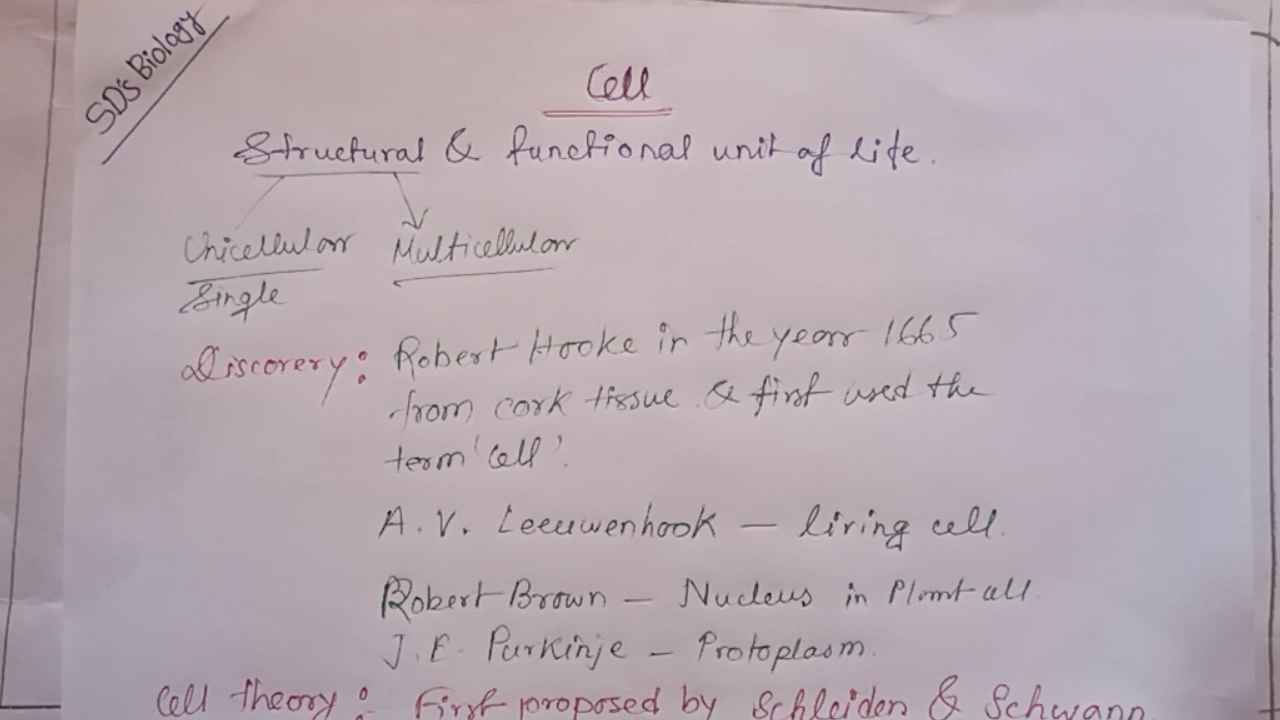 SD's Biology
Cell
Structural & functional unit of life.
Unicellular Multicellular
Single
Discovery: Robert Hooke in the year 1665
from cork tissue & first used the
term 'Cell'.
A. V. Leeuwenhook — living cell.
Robert Brown — Nucleus in Plant cell
J. E. Purkinje — Protoplasm.
Cell theory: First proposed by Schleiden & Schwann